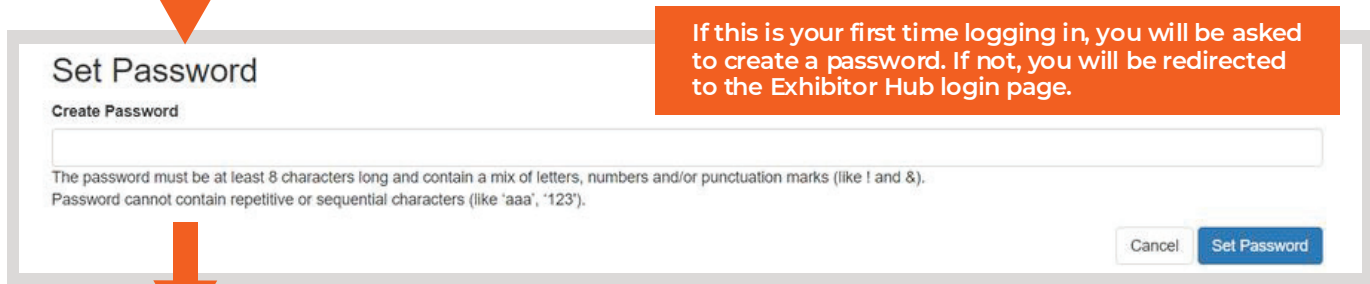 If this is your first time logging in, you will be asked
to create a password. If not, you will be redirected
to the Exhibitor Hub login page.
Set Password
Create Password
The password must be at least 8 characters long and contain a mix of letters, numbers and/or punctuation marks (like ! and &).
Password cannot contain repetitive or sequential characters (like ‘aaa’, ‘123’).
Cancel Set Password